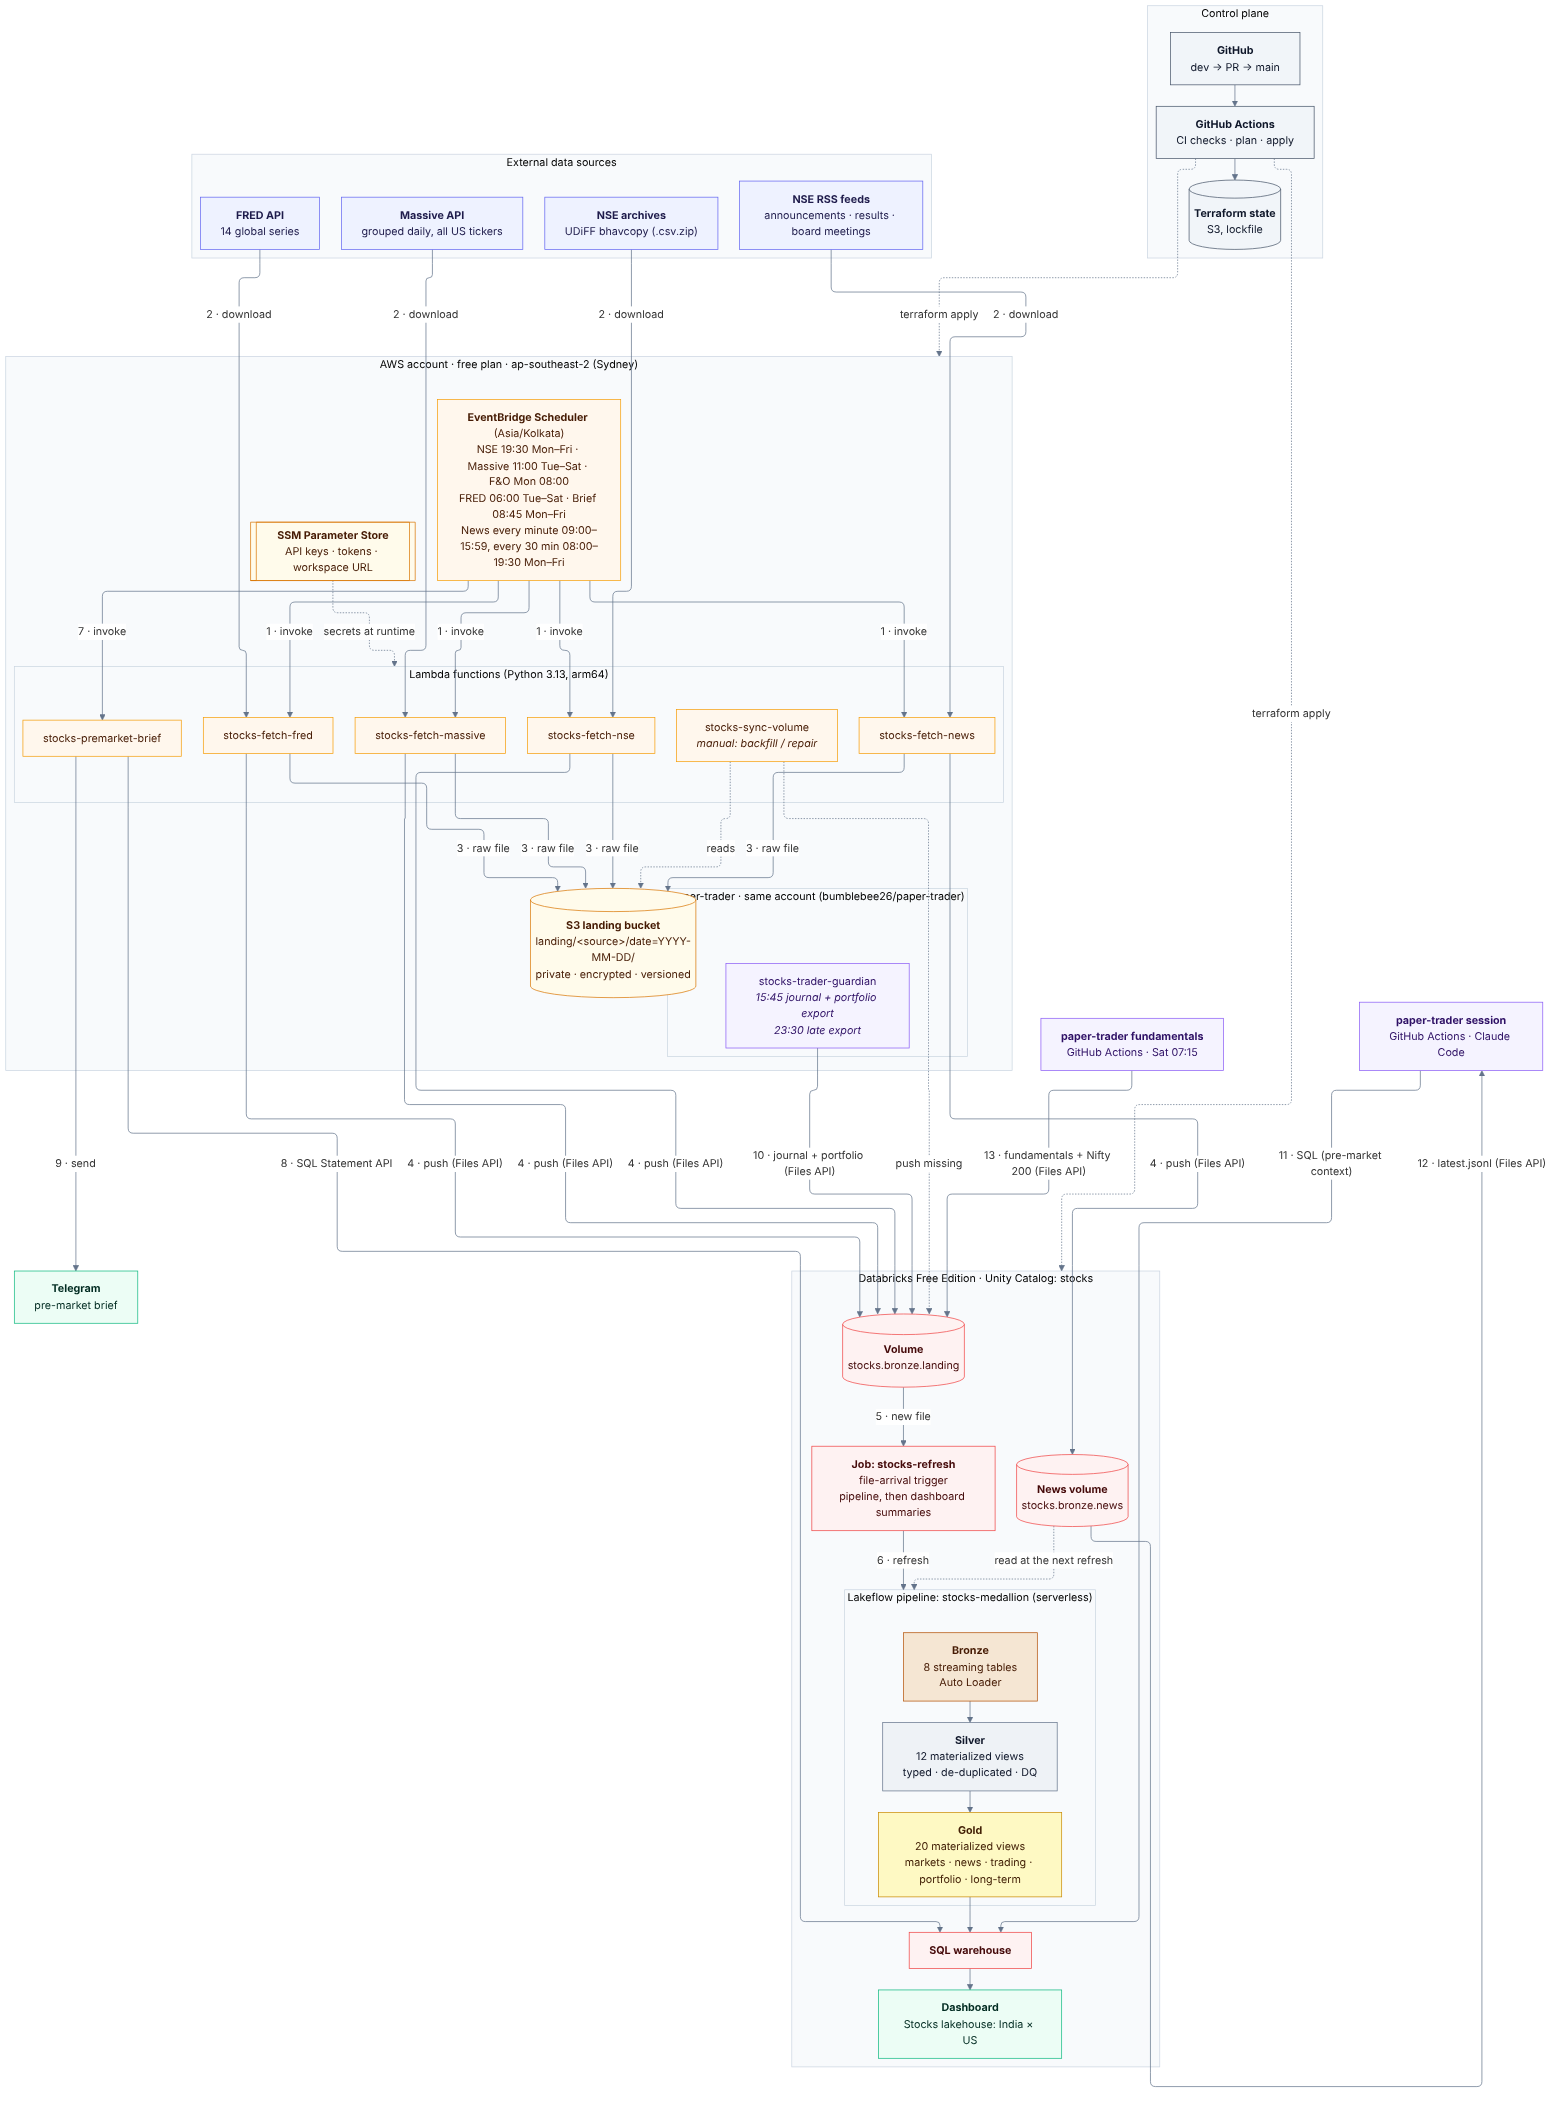 Control plane
GitHub
dev → PR → main
GitHub Actions
CI checks · plan · apply
Terraform state
S3, lockfile
External data sources
FRED API
14 global series
Massive API
grouped daily, all US tickers
NSE archives
UDiFF bhavcopy (.csv.zip)
NSE RSS feeds
announcements · results ·
board meetings
2 · download
2 · download
2 · download
terraform apply
2 · download
AWS account · free plan · ap-southeast-2 (Sydney)
EventBridge Scheduler
(Asia/Kolkata)
NSE 19:30 Mon–Fri ·
Massive 11:00 Tue–Sat ·
F&O Mon 08:00
FRED 06:00 Tue–Sat · Brief
08:45 Mon–Fri
News every minute 09:00–
15:59, every 30 min 08:00–
19:30 Mon–Fri
SSM Parameter Store
API keys · tokens ·
workspace URL
7 · invoke
1 · invoke
secrets at runtime
1 · invoke
1 · invoke
1 · invoke
Lambda functions (Python 3.13, arm64)
stocks-premarket-brief
stocks-fetch-fred
stocks-fetch-massive
stocks-fetch-nse
stocks-sync-volume
manual: backfill / repair
stocks-fetch-news
terraform apply
3 · raw file
3 · raw file
3 · raw file
reads
3 · raw file
er-trader · same account (bumblebee26/paper-trader)
S3 landing bucket
landing/<source>/date=YYYY-
MM-DD/
private · encrypted · versioned
stocks-trader-guardian
15:45 journal + portfolio
export
23:30 late export
paper-trader fundamentals
GitHub Actions · Sat 07:15
paper-trader session
GitHub Actions · Claude
Code
9 · send
8 · SQL Statement API
4 · push (Files API)
4 · push (Files API)
4 · push (Files API)
10 · journal + portfolio
(Files API)
push missing
13 · fundamentals + Nifty
200 (Files API)
4 · push (Files API)
11 · SQL (pre-market
context)
12 · latest.jsonl (Files API)
Telegram
pre-market brief
Databricks Free Edition · Unity Catalog: stocks
Volume
stocks.bronze.landing
5 · new file
Job: stocks-refresh
file-arrival trigger
pipeline, then dashboard
summaries
News volume
stocks.bronze.news
6 · refresh
read at the next refresh
Lakeflow pipeline: stocks-medallion (serverless)
Bronze
8 streaming tables
Auto Loader
Silver
12 materialized views
typed · de-duplicated · DQ
Gold
20 materialized views
markets · news · trading ·
portfolio · long-term
SQL warehouse
Dashboard
Stocks lakehouse: India ×
US